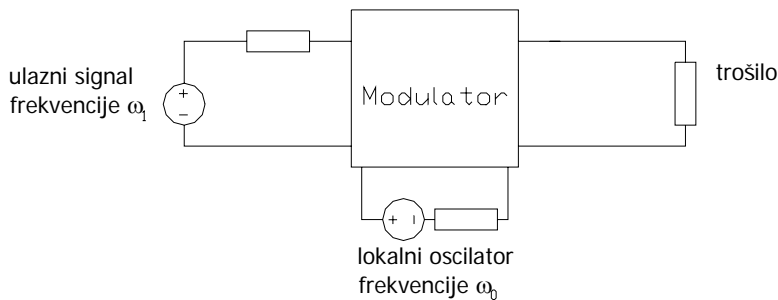 ulazni signal
frekvencije ω₁
+
−
Modulator
trošilo
+ −
lokalni oscilator
frekvencije ω₀